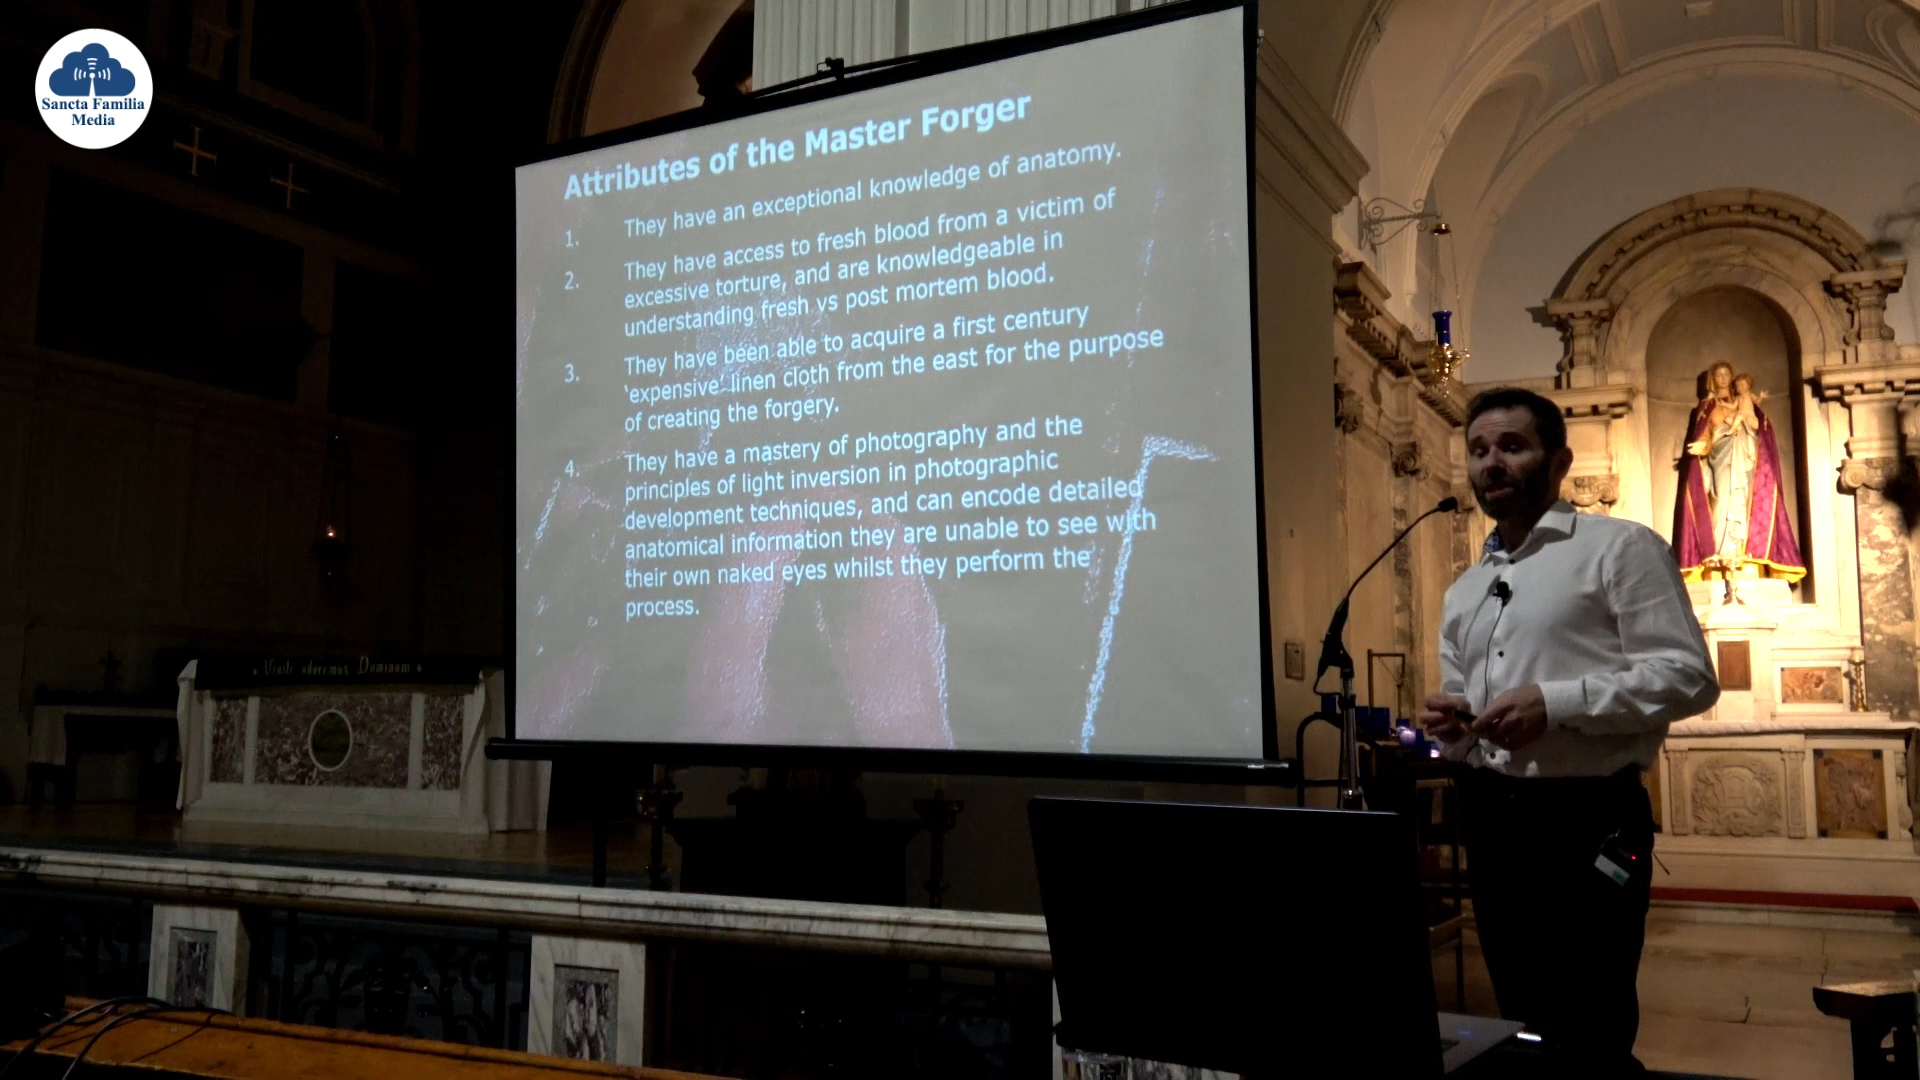 Sancta Familia
Media
Attributes of the Master Forger
1. They have an exceptional knowledge of anatomy.
2. They have access to fresh blood from a victim of
excessive torture, and are knowledgeable in
understanding fresh vs post mortem blood.
3. They have been able to acquire a first century
‘expensive’ linen cloth from the east for the purpose
of creating the forgery.
4. They have a mastery of photography and the
principles of light inversion in photographic
development techniques, and can encode detailed
anatomical information they are unable to see with
their own naked eyes whilst they perform the
process.
Venite adoremus Dominum